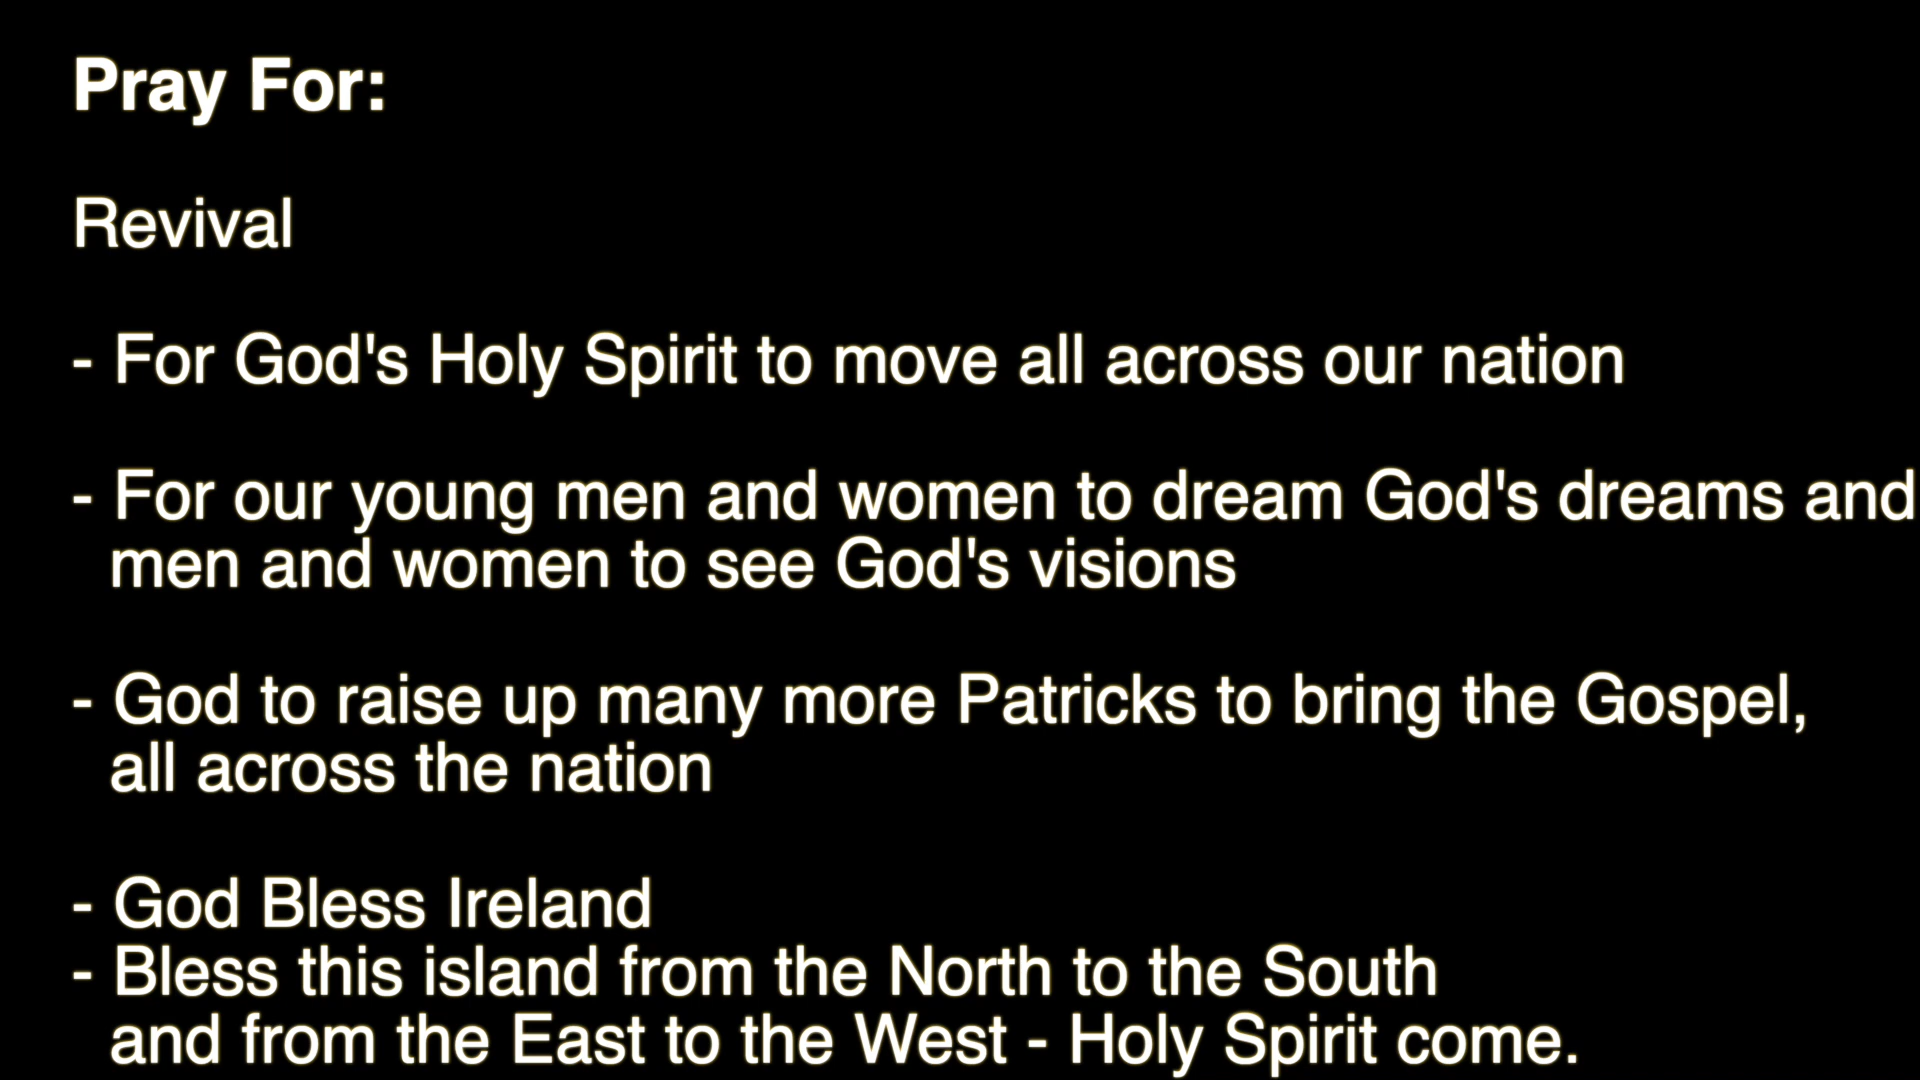 Pray For:
Revival
- For God's Holy Spirit to move all across our nation
- For our young men and women to dream God's dreams and
men and women to see God's visions
- God to raise up many more Patricks to bring the Gospel,
all across the nation
- God Bless Ireland
- Bless this island from the North to the South
and from the East to the West - Holy Spirit come.